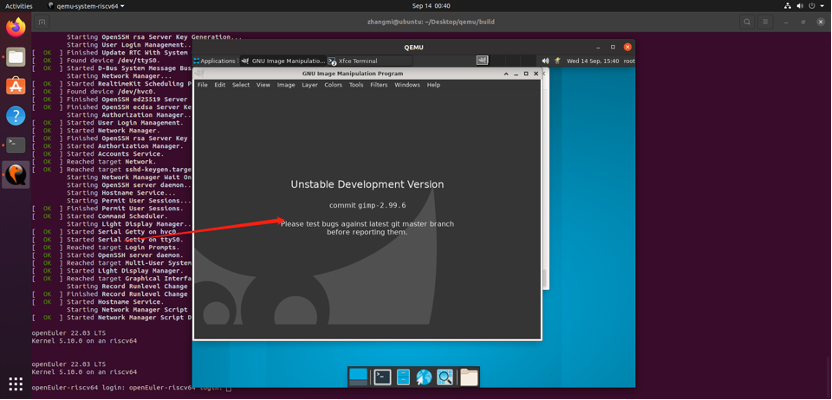 Activities
qemu-system-riscv64
Sep 14 00:40
zhangml@ubuntu: ~/Desktop/qemu/build
Starting OpenSSH rsa Server Key Generation...
Starting User Login Management...
[ OK ] Finished Update RTC With System
[ OK ] Found device /dev/ttyS0.
[ OK ] Started D-Bus System Message Bus
Starting Network Manager...
[ OK ] Started RealtimeKit Scheduling P
[ OK ] Found device /dev/hvc0.
[ OK ] Finished OpenSSH ed25519 Server
[ OK ] Finished OpenSSH ecdsa Server Key
Starting Authorization Manager...
[ OK ] Started User Login Management.
[ OK ] Started Network Manager.
[ OK ] Finished OpenSSH rsa Server Key
[ OK ] Started Authorization Manager.
[ OK ] Started Accounts Service.
[ OK ] Reached target Network.
[ OK ] Reached target sshd-keygen.targe
Starting Network Manager Wait On
Starting OpenSSH server daemon...
Starting Hostname Service...
Starting Permit User Sessions...
[ OK ] Finished Permit User Sessions.
[ OK ] Started Command Scheduler.
Starting Light Display Manager...
[ OK ] Started Serial Getty on hvc0.
[ OK ] Started Serial Getty on ttyS0.
[ OK ] Reached target Login Prompts.
[ OK ] Started OpenSSH server daemon.
[ OK ] Reached target Multi-User System
[ OK ] Started Light Display Manager.
[ OK ] Reached target Graphical Interfa
Starting Record Runlevel Change
[ OK ] Finished Record Runlevel Change
[ OK ] Started Hostname Service.
Starting Network Manager Script
[ OK ] Started Network Manager Script D
openEuler 22.03 LTS
Kernel 5.10.0 on an riscv64
openEuler 22.03 LTS
Kernel 5.10.0 on an riscv64
openEuler-riscv64 login: openEuler-riscv64 login:
QEMU
Applications
GNU Image Manipulatio...
Xfce Terminal
Wed 14 Sep, 15:40
root
GNU Image Manipulation Program
File Edit Select View Image Layer Colors Tools Filters Windows Help
Unstable Development Version
commit gimp-2.99.6
Please test bugs against latest git master branch
before reporting them.